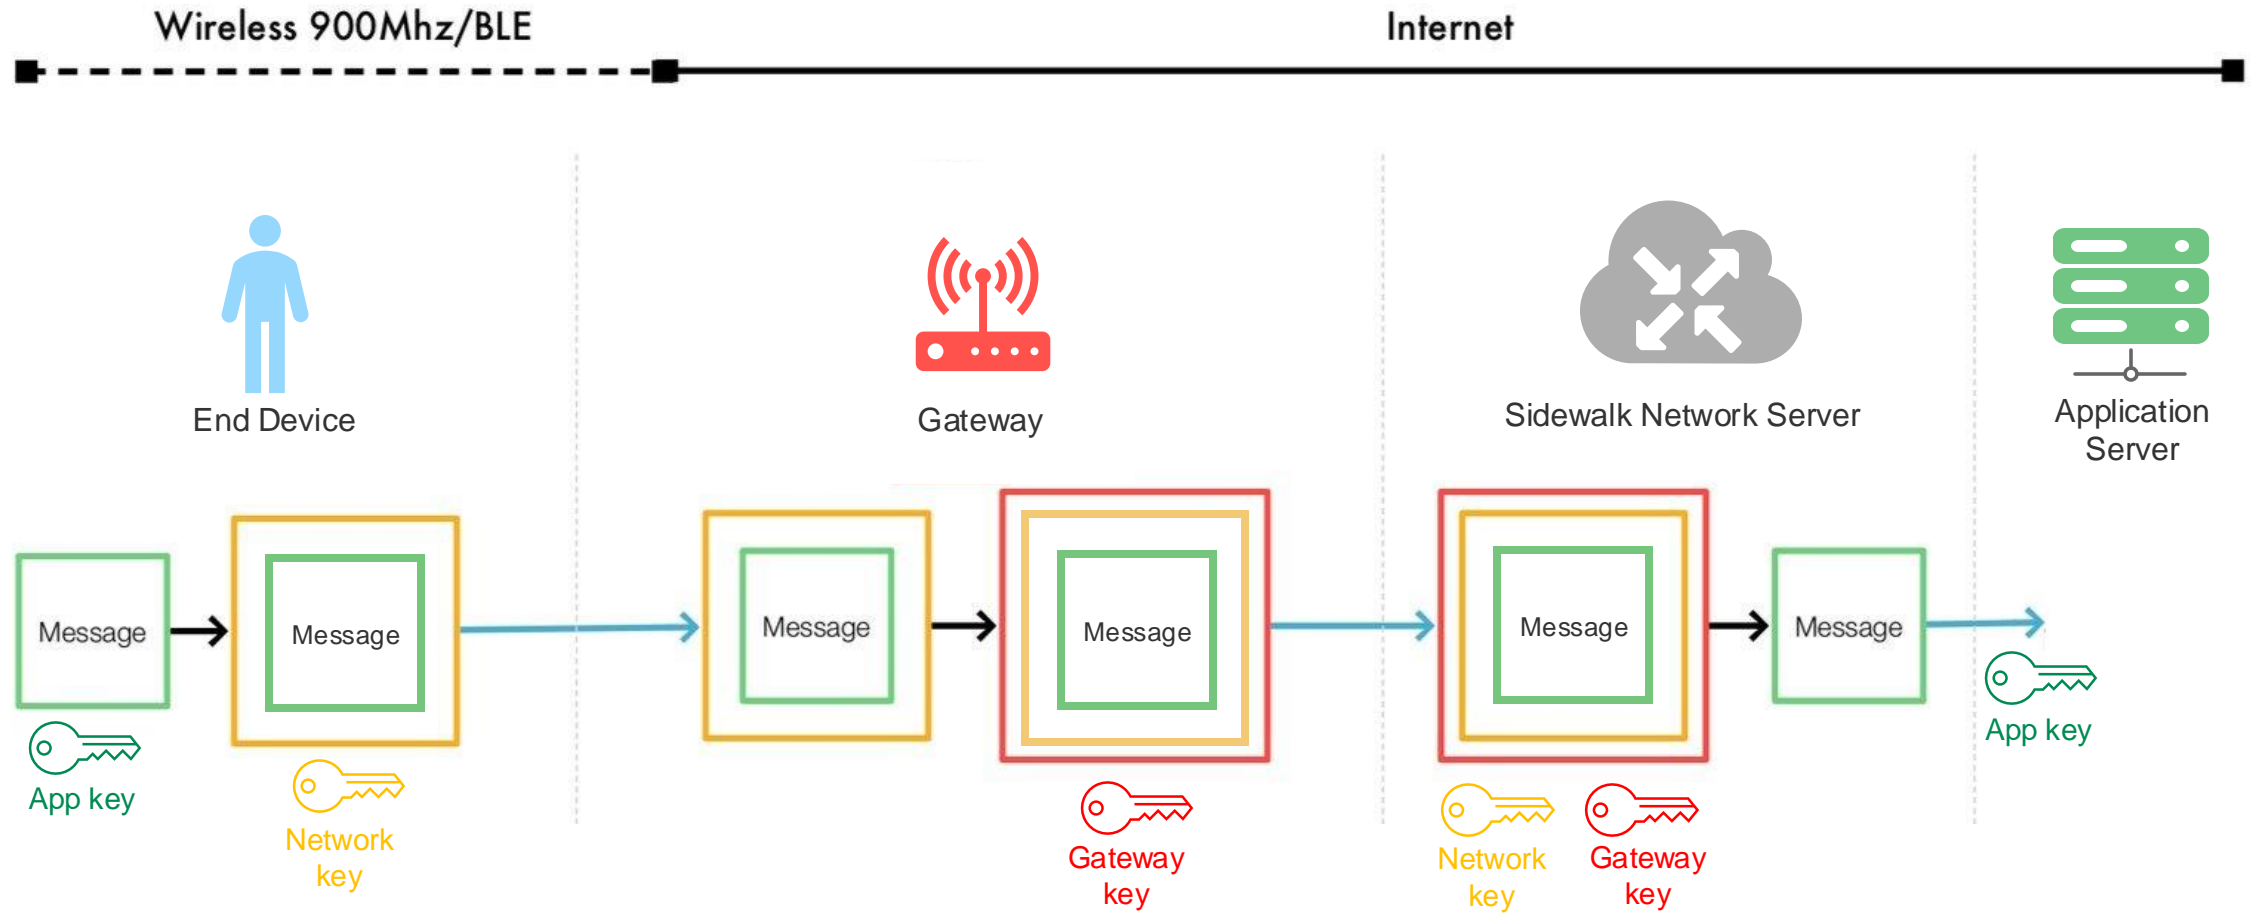 Wireless 900Mhz/BLE
Internet
End Device
Gateway
Sidewalk Network Server
Application
Server
Message
Message
Message
Message
Message
Message
App key
Network
key
Gateway
key
Network
key
Gateway
key
App key